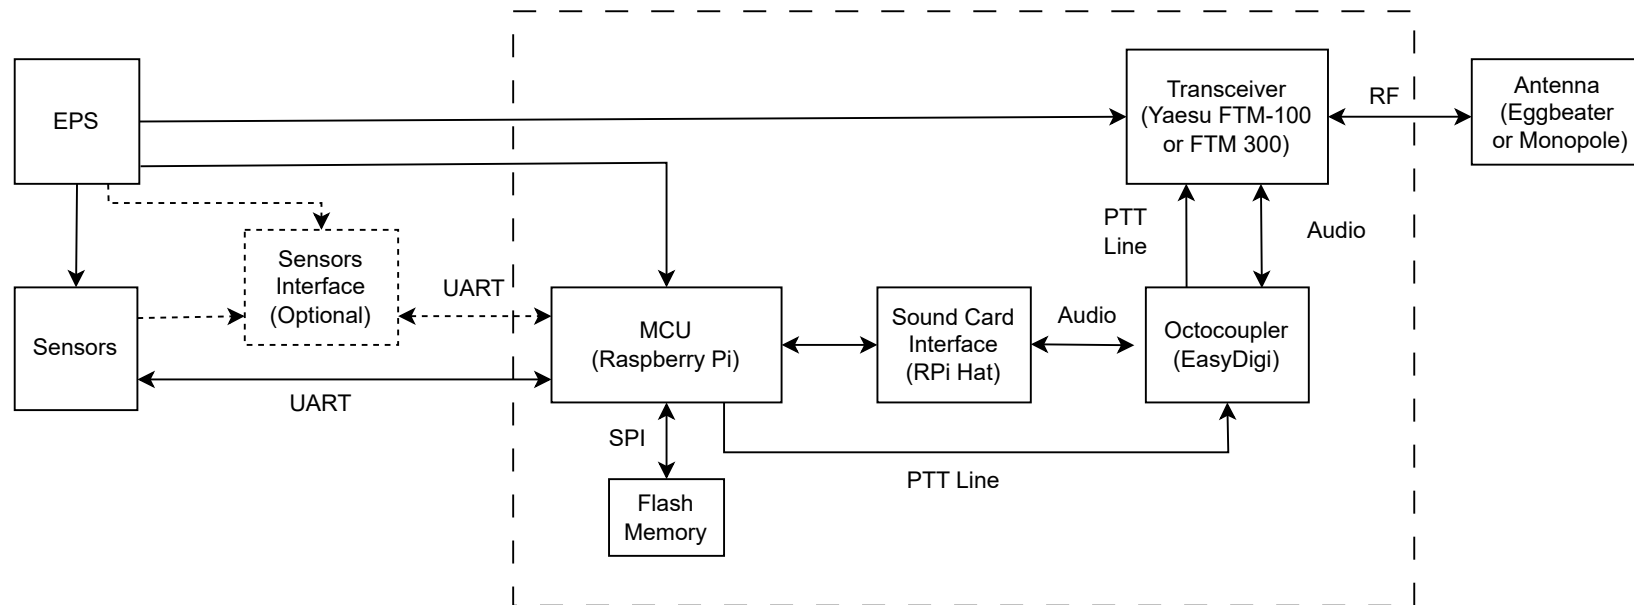 EPS
Transceiver
(Yaesu FTM-100
or FTM 300)
RF
Antenna
(Eggbeater
or Monopole)
PTT
Line
Audio
Sensors
Interface
(Optional)
UART
Sensors
MCU
(Raspberry Pi)
Sound Card
Interface
(RPi Hat)
Audio
Octocoupler
(EasyDigi)
UART
SPI
PTT Line
Flash
Memory